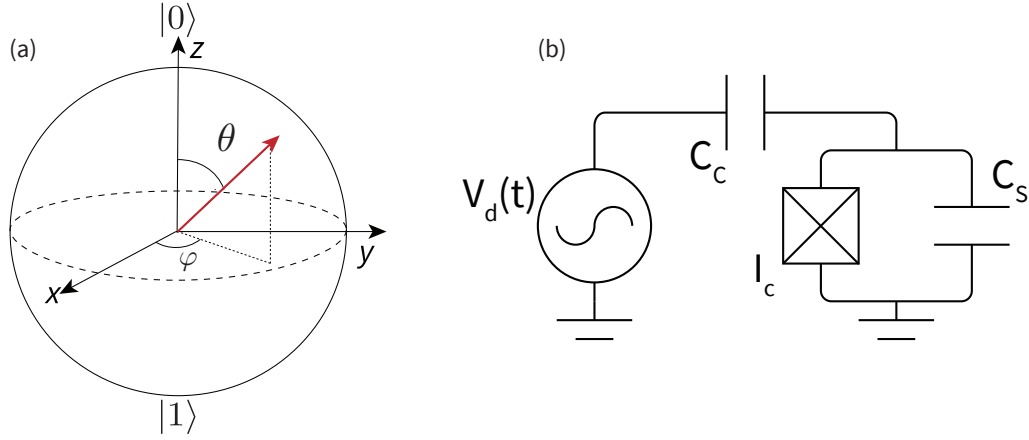 (a)
|0⟩
z
θ
φ
x
y
|1⟩
(b)
V_d(t)
C_c
I_c
C_s